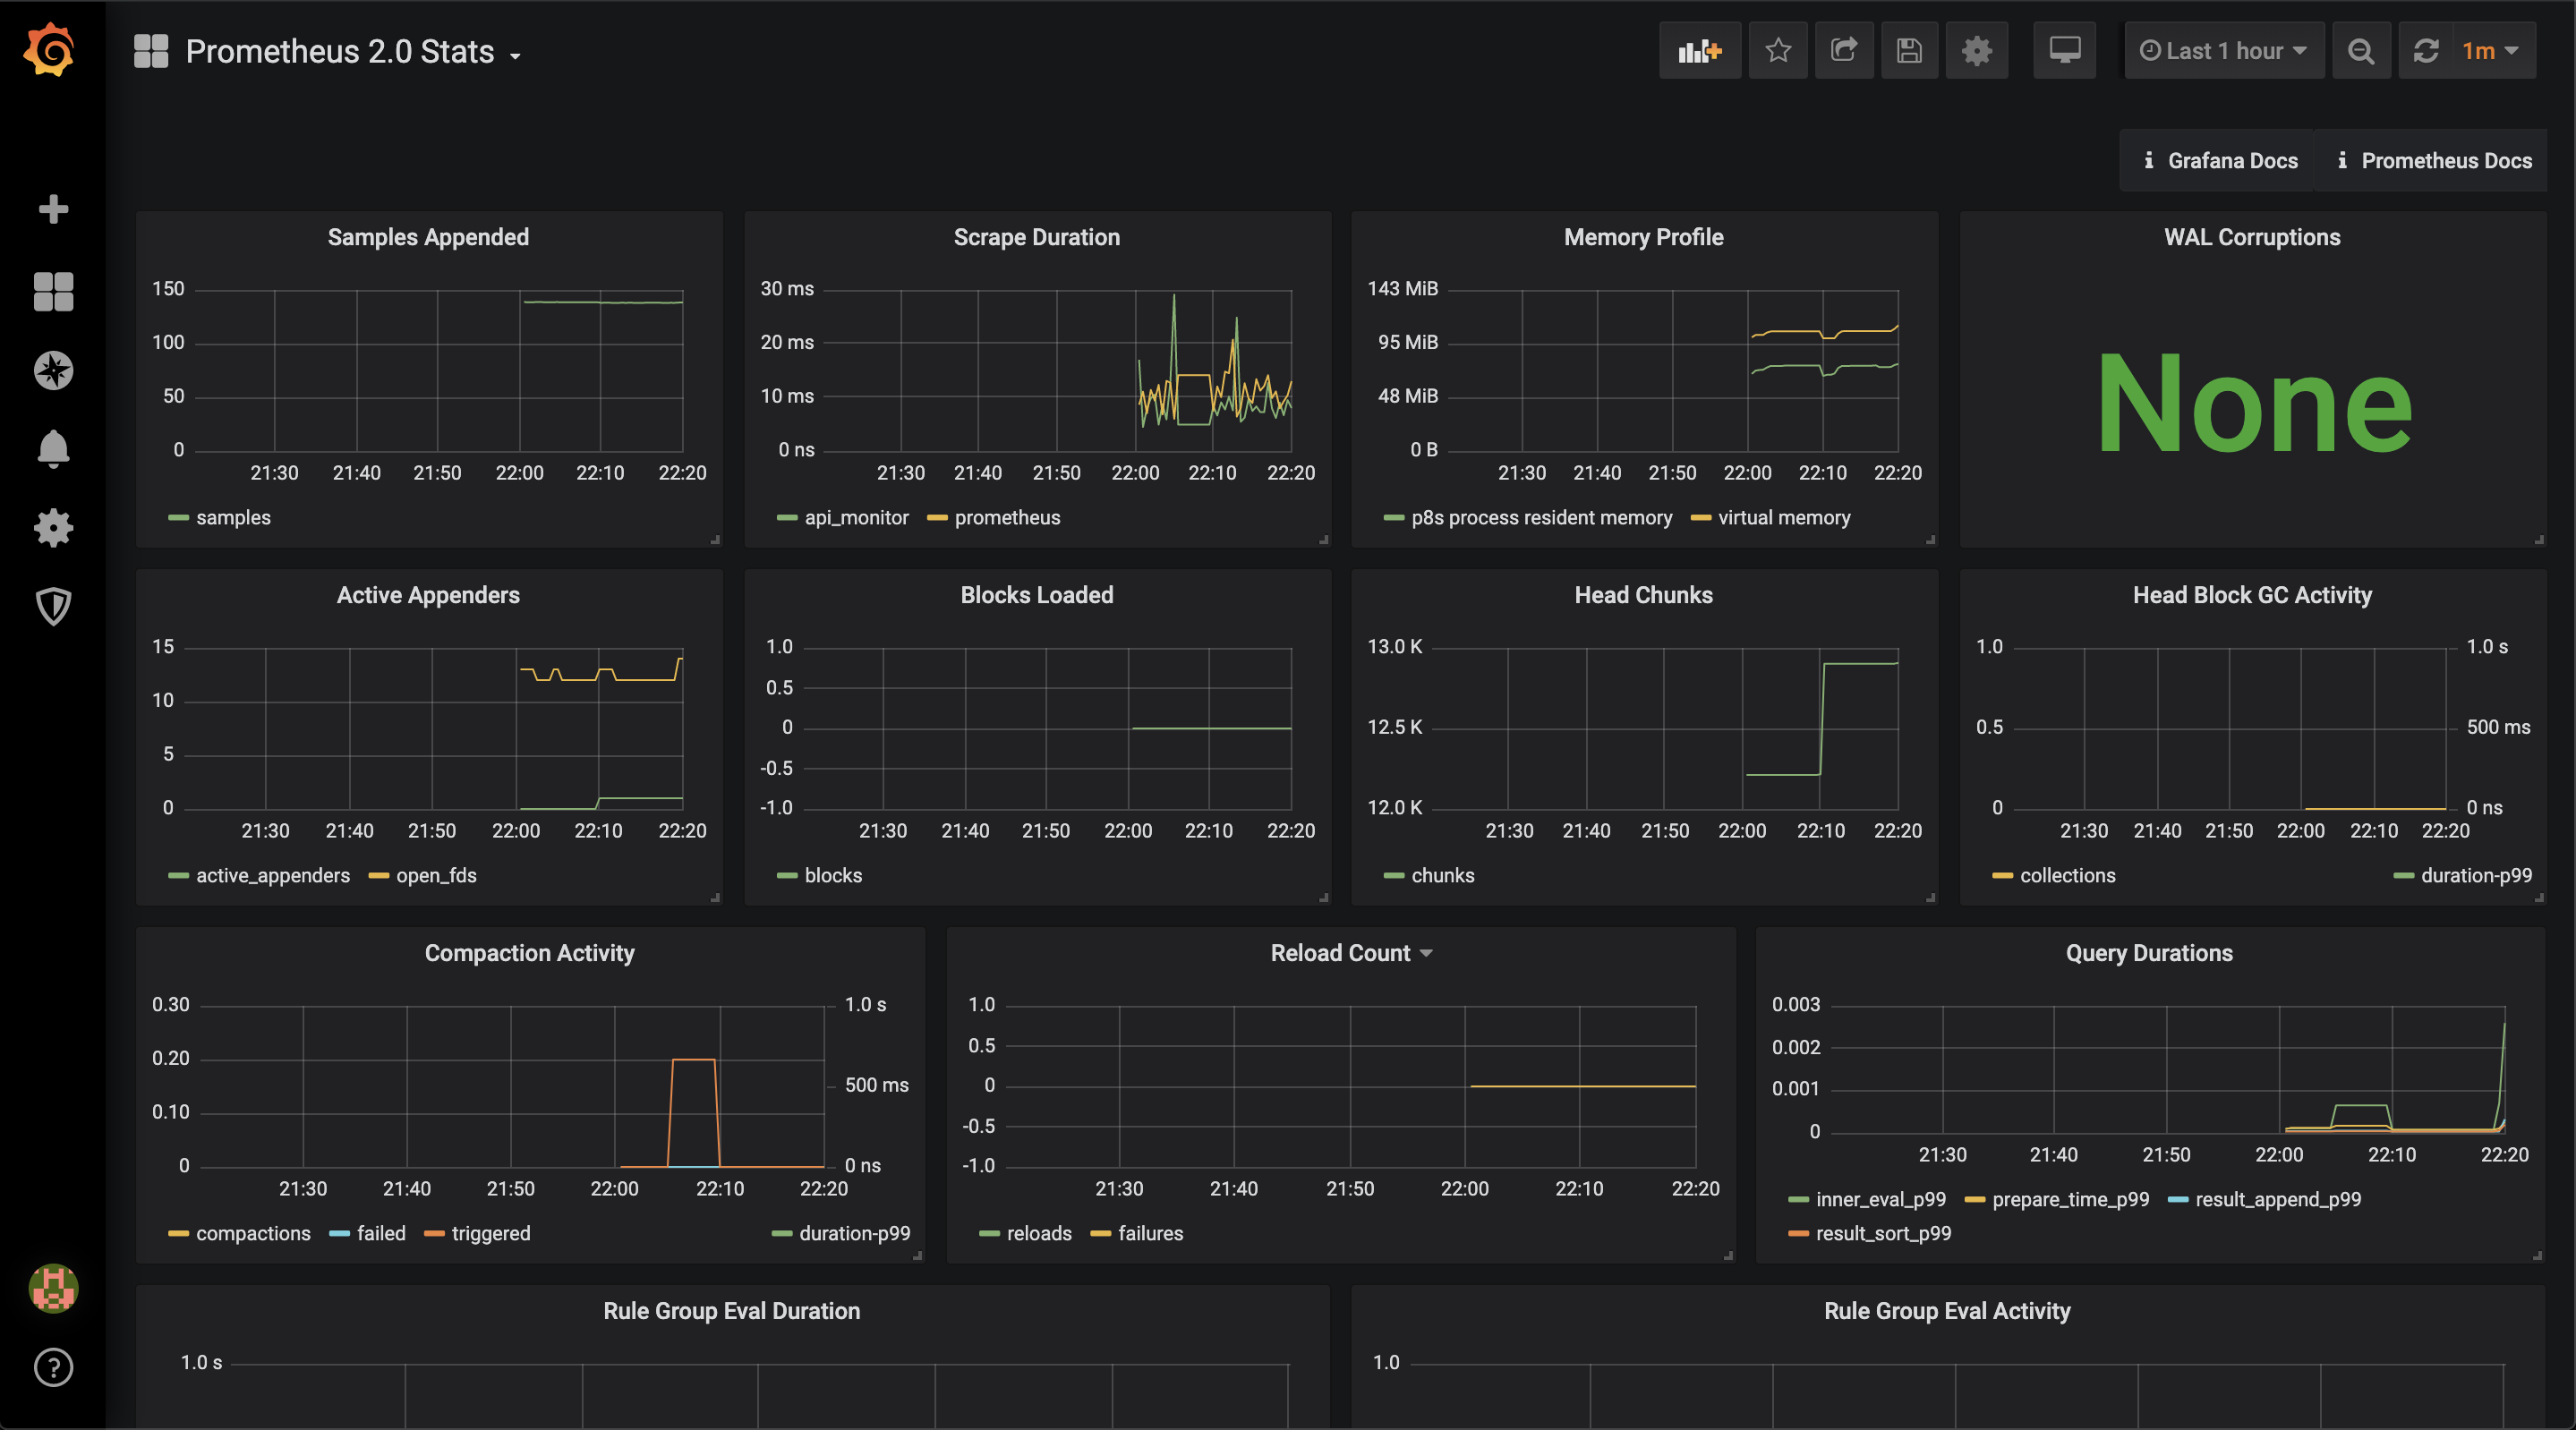 Prometheus 2.0 Stats
Last 1 hour
1m
Grafana Docs
Prometheus Docs
Samples Appended
150
100
50
0
21:30 21:40 21:50 22:00 22:10 22:20
samples
Scrape Duration
30 ms
20 ms
10 ms
0 ns
21:30 21:40 21:50 22:00 22:10 22:20
api_monitor prometheus
Memory Profile
143 MiB
95 MiB
48 MiB
0 B
21:30 21:40 21:50 22:00 22:10 22:20
p8s process resident memory virtual memory
WAL Corruptions
None
Active Appenders
15
10
5
0
21:30 21:40 21:50 22:00 22:10 22:20
active_appenders open_fds
Blocks Loaded
1.0
0.5
0
-0.5
-1.0
21:30 21:40 21:50 22:00 22:10 22:20
blocks
Head Chunks
13.0 K
12.5 K
12.0 K
21:30 21:40 21:50 22:00 22:10 22:20
chunks
Head Block GC Activity
1.0 1.0 s
0.5 500 ms
0 0 ns
21:30 21:40 21:50 22:00 22:10 22:20
collections duration-p99
Compaction Activity
0.30 1.0 s
0.20
500 ms
0.10
0 0 ns
21:30 21:40 21:50 22:00 22:10 22:20
compactions failed triggered duration-p99
Reload Count
1.0
0.5
0
-0.5
-1.0
21:30 21:40 21:50 22:00 22:10 22:20
reloads failures
Query Durations
0.003
0.002
0.001
0
21:30 21:40 21:50 22:00 22:10 22:20
inner_eval_p99 prepare_time_p99 result_append_p99
result_sort_p99
Rule Group Eval Duration
1.0 s
Rule Group Eval Activity
1.0